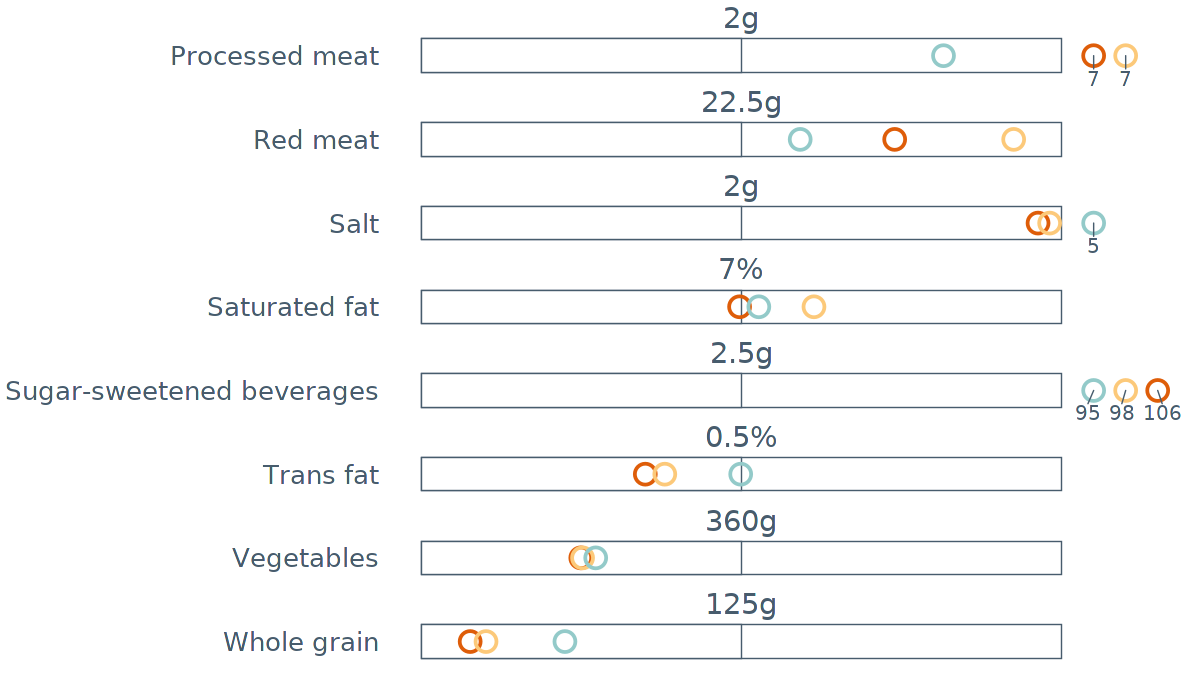 2g
Processed meat
7 7
22.5g
Red meat
2g
Salt
5
7%
Saturated fat
2.5g
Sugar-sweetened beverages
95 98 106
0.5%
Trans fat
360g
Vegetables
125g
Whole grain